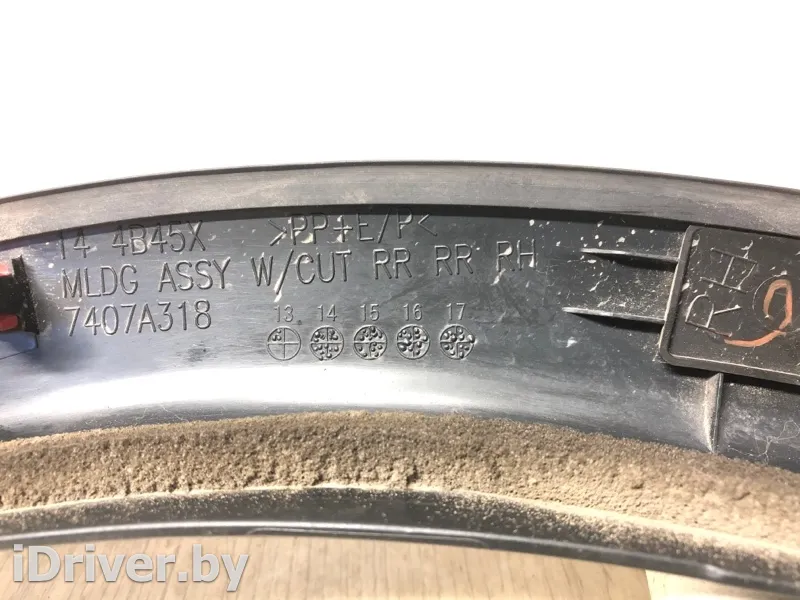 14 4B45X >PP+E/P<
MLDG ASSY W/CUT RR RR RH
7407A318
13 14 15 16 17
RH
iDriver.by